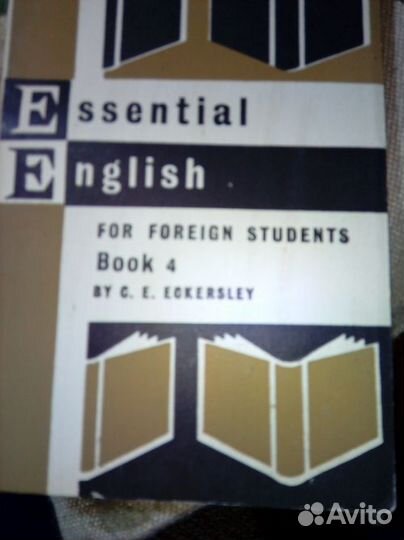 Essential
English
FOR FOREIGN STUDENTS
Book 4
BY C. E. ECKERSLEY
Avito